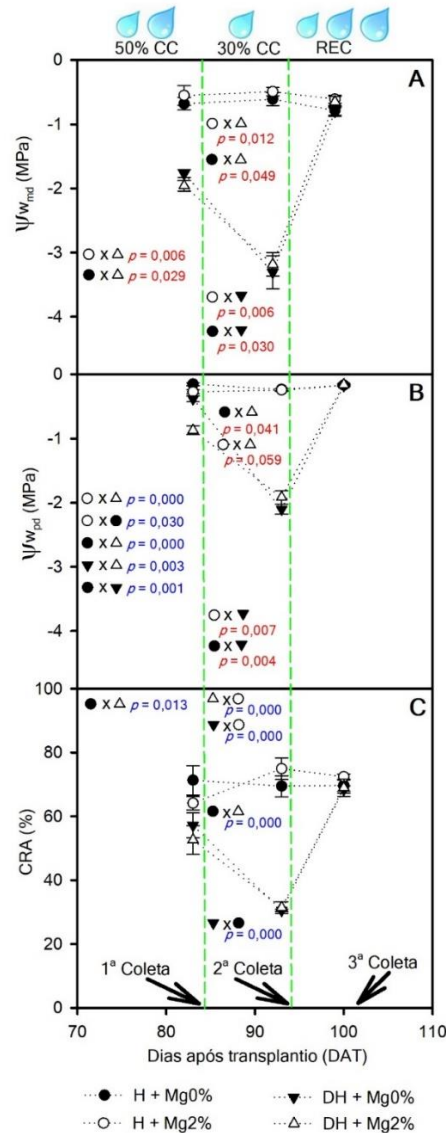 50% CC 30% CC REC
A
0
-1
-2
-3
-4
Ψw md (MPa)
○ x △
p = 0,012
● x △
p = 0,049
○ x △ p = 0,006
● x △ p = 0,029
○ x ▼
p = 0,006
● x ▼
p = 0,030
B
0
-1
-2
-3
-4
Ψw pd (MPa)
● x △
p = 0,041
○ x △
p = 0,059
○ x △ p = 0,000
○ x ● p = 0,030
● x △ p = 0,000
▼ x △ p = 0,003
● x ▼ p = 0,001
○ x ▼
p = 0,007
● x ▼
p = 0,004
C
100
80
60
40
20
0
CRA (%)
● x △ p = 0,013
△ x ○
p = 0,000
▼ x ○
p = 0,000
● x △
p = 0,000
▼ x ●
p = 0,000
1ª Coleta 2ª Coleta 3ª Coleta
70 80 90 100 110
Dias após transplantio (DAT)
H + Mg0% DH + Mg0%
H + Mg2% DH + Mg2%